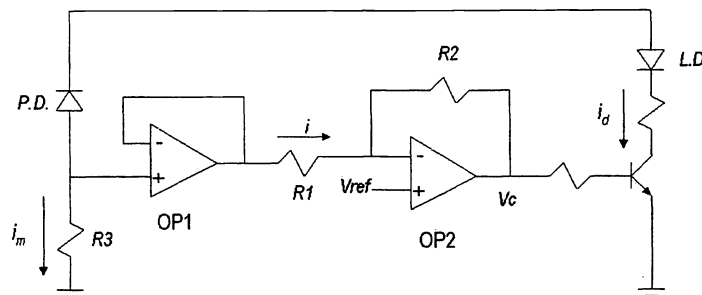 R2
L.D
P.D.
i
i_d
-
-
+
R1
Vref
+
Vc
OP1
OP2
i_m
R3